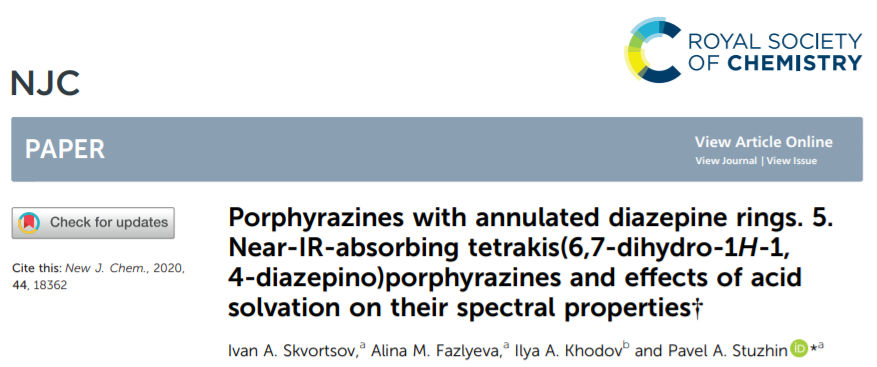 ROYAL SOCIETY
OF CHEMISTRY
NJC
PAPER
View Article Online
View Journal | View Issue
Check for updates
Cite this: New J. Chem., 2020,
44, 18362
Porphyrazines with annulated diazepine rings. 5.
Near-IR-absorbing tetrakis(6,7-dihydro-1H-1,
4-diazepino)porphyrazines and effects of acid
solvation on their spectral properties†
Ivan A. Skvortsov,a Alina M. Fazlyeva,a Ilya A. Khodovb and Pavel A. Stuzhin iD *a